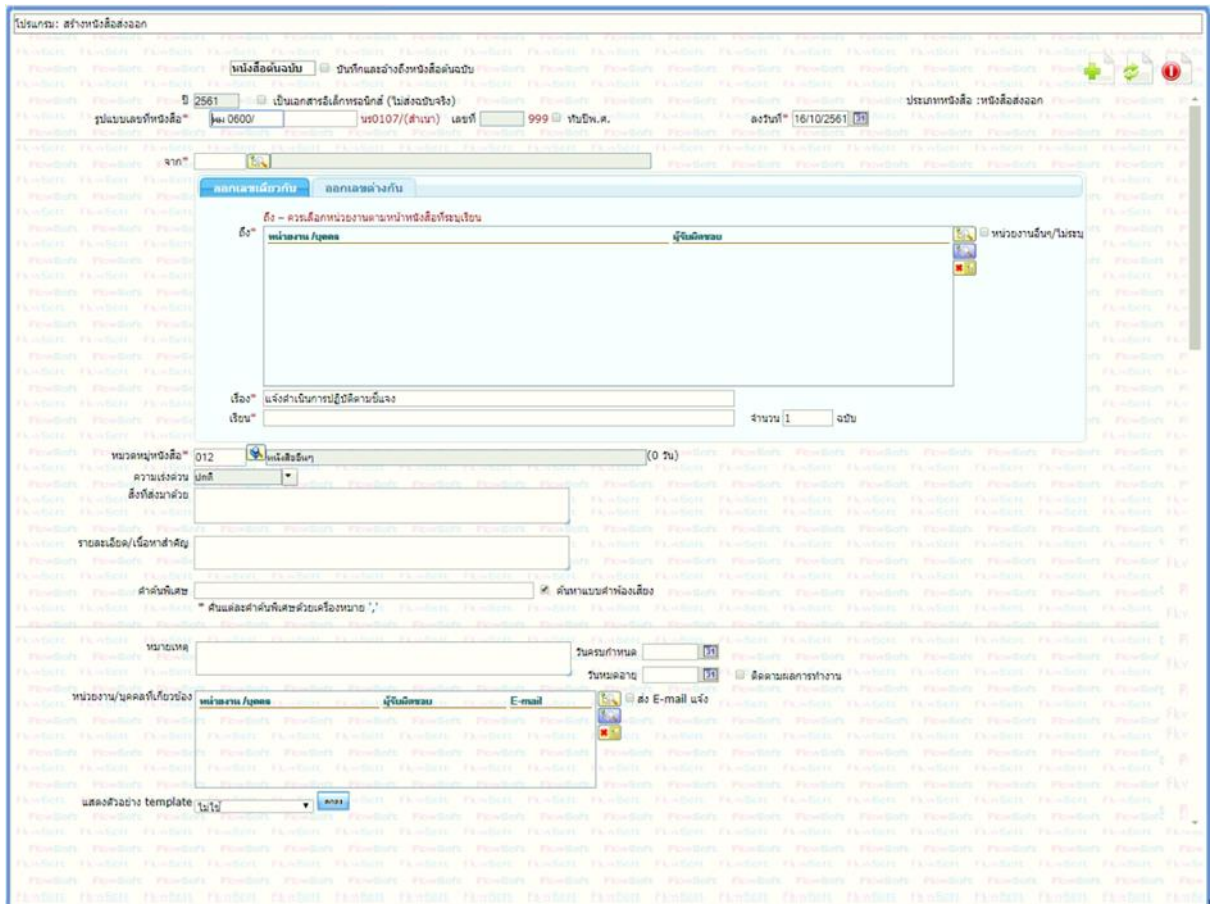 โปรแกรม: สร้างหนังสือส่งออก
หนังสือต้นฉบับ บันทึกและอ้างถึงหนังสือต้นฉบับ
ปี 2561 เป็นเอกสารอิเล็กทรอนิกส์ (ไม่ส่งฉบับจริง) ประเภทหนังสือ :หนังสือส่งออก
รูปแบบเลขที่หนังสือ* 0600/ นร0107/(สำเนา) เลขที่ 999 ทับปีพ.ศ. ลงวันที่* 16/10/2561
จาก*
ออกเลขเดียวกัน ออกเลขต่างกัน
ถึง – ควรเลือกหน่วยงานตามหน้าหนังสือที่ระบุเรียน
ถึง* หน่วยงาน /บุคคล ผู้รับผิดชอบ หน่วยงานอื่นๆ/ไม่ระบุ
เรื่อง* แจ้งดำเนินการปฏิบัติตามชี้แจง
เรียน* จำนวน 1 ฉบับ
หมวดหมู่หนังสือ* 012 หนังสืออื่นๆ (0 วัน)
ความเร่งด่วน ปกติ
สิ่งที่ส่งมาด้วย
รายละเอียด/เนื้อหาสำคัญ
คำค้นพิเศษ ค้นหาแบบคำพ้องเสียง
* คั่นแต่ละคำค้นพิเศษด้วยเครื่องหมาย ','
หมายเหตุ วันครบกำหนด
วันหมดอายุ ติดตามผลการทำงาน
หน่วยงาน/บุคคลที่เกี่ยวข้อง หน่วยงาน /บุคคล ผู้รับผิดชอบ E-mail ส่ง E-mail แจ้ง
แสดงตัวอย่าง template ไม่ใช่ ตกลง